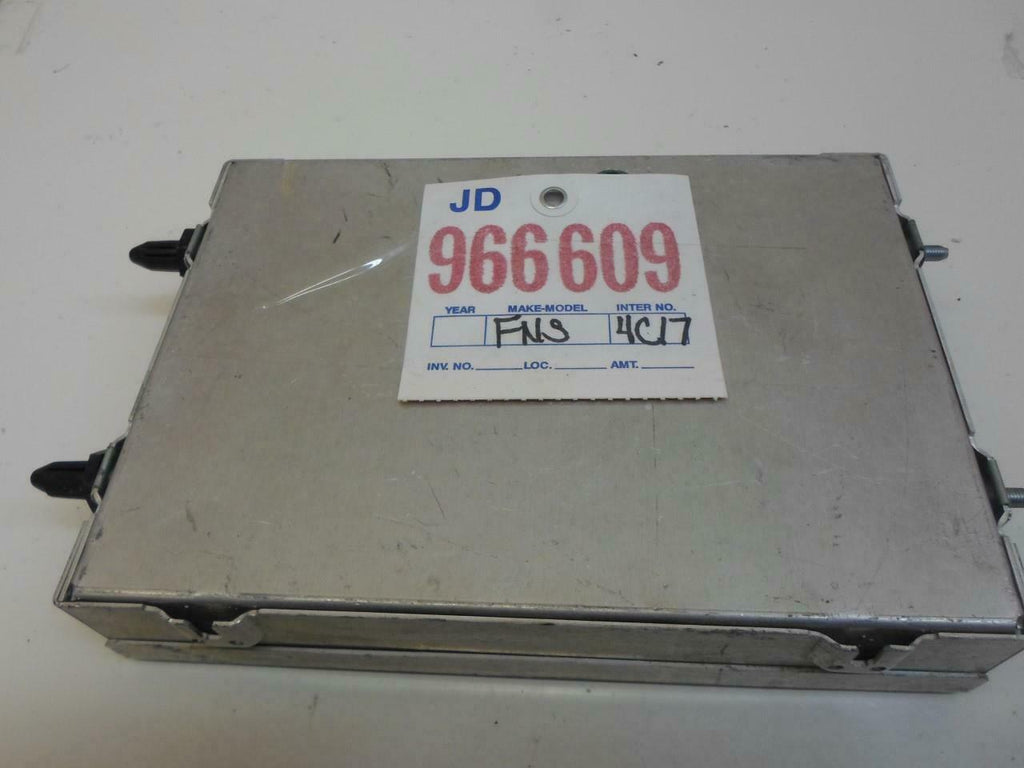 JD
966609
YEAR MAKE-MODEL INTER NO.
FNS 4C17
INV. NO. LOC. AMT.